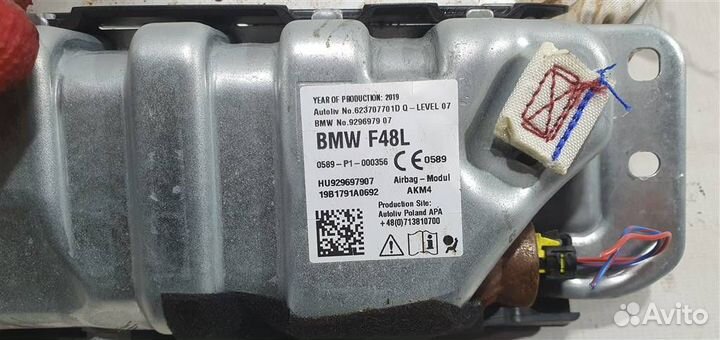 YEAR OF PRODUCTION: 2019
Autoliv No.623707701D Q-LEVEL 07
BMW No.9296979 07
BMW F48L
0589-P1-000356 CE 0589
HU929697907 Airbag-Modul
19B1791A0692 AKM4
Production Site:
Autoliv Poland APA
+48(0)713810700
Avito